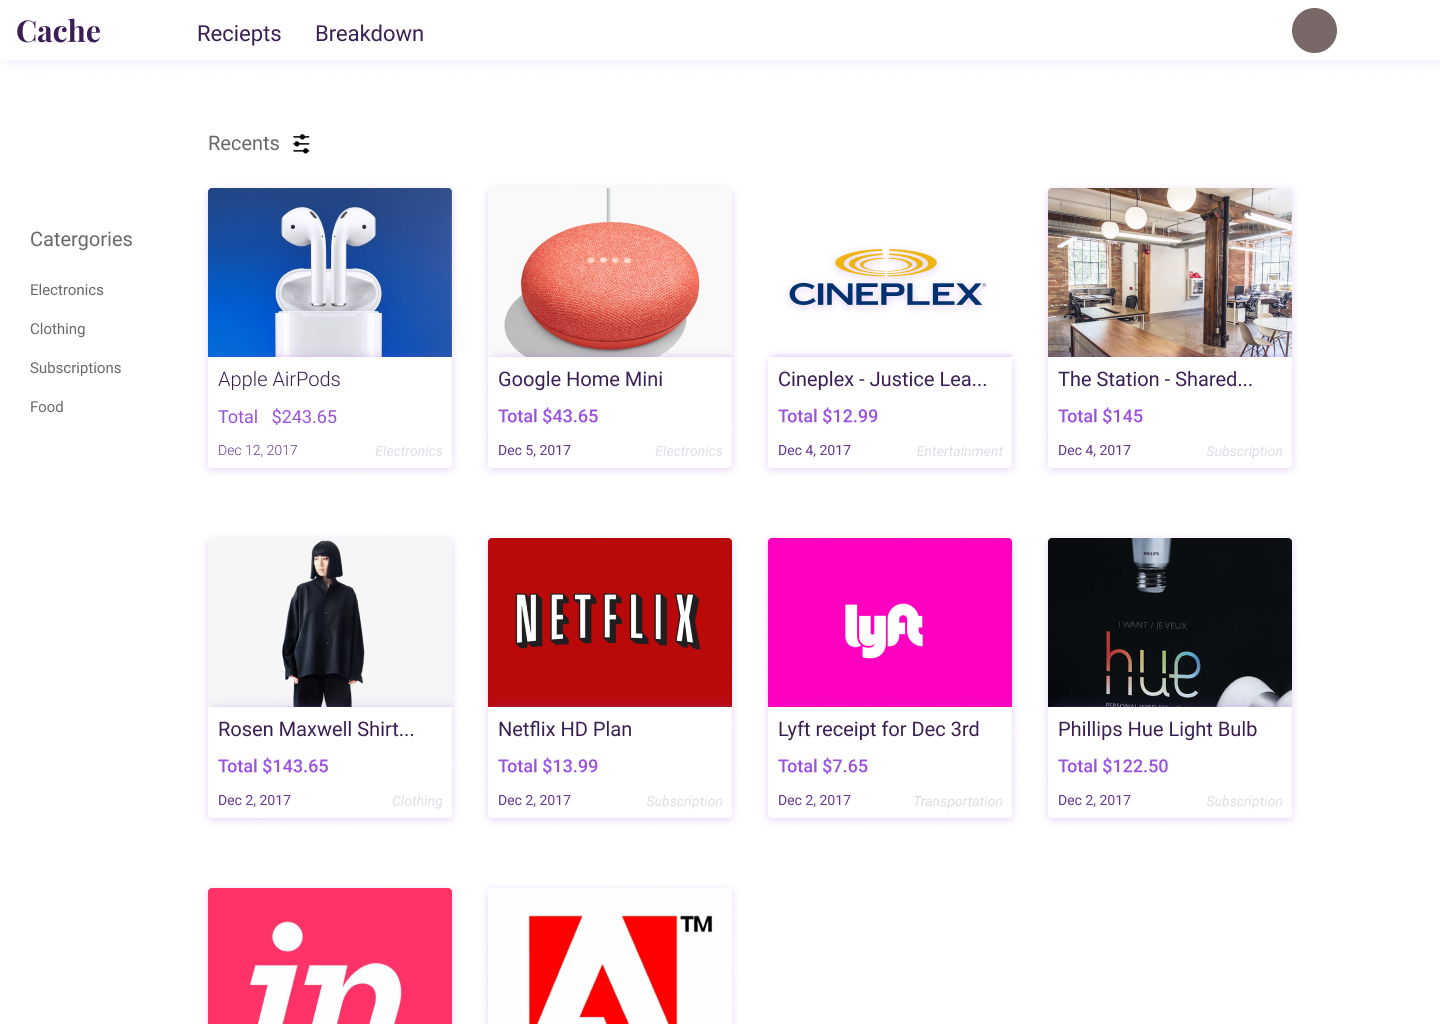 Cache
Reciepts
Breakdown
Recents
Catergories
Electronics
Clothing
Subscriptions
Food
Apple AirPods
Total $243.65
Dec 12, 2017
Electronics
Google Home Mini
Total $43.65
Dec 5, 2017
Electronics
CINEPLEX
Cineplex - Justice Lea...
Total $12.99
Dec 4, 2017
Entertainment
The Station - Shared...
Total $145
Dec 4, 2017
Subscription
Rosen Maxwell Shirt...
Total $143.65
Dec 2, 2017
Clothing
NETFLIX
Netflix HD Plan
Total $13.99
Dec 2, 2017
Subscription
lyft
Lyft receipt for Dec 3rd
Total $7.65
Dec 2, 2017
Transportation
PHILIPS
I WANT / JE VEUX
hue
Phillips Hue Light Bulb
Total $122.50
Dec 2, 2017
Subscription
in
TM